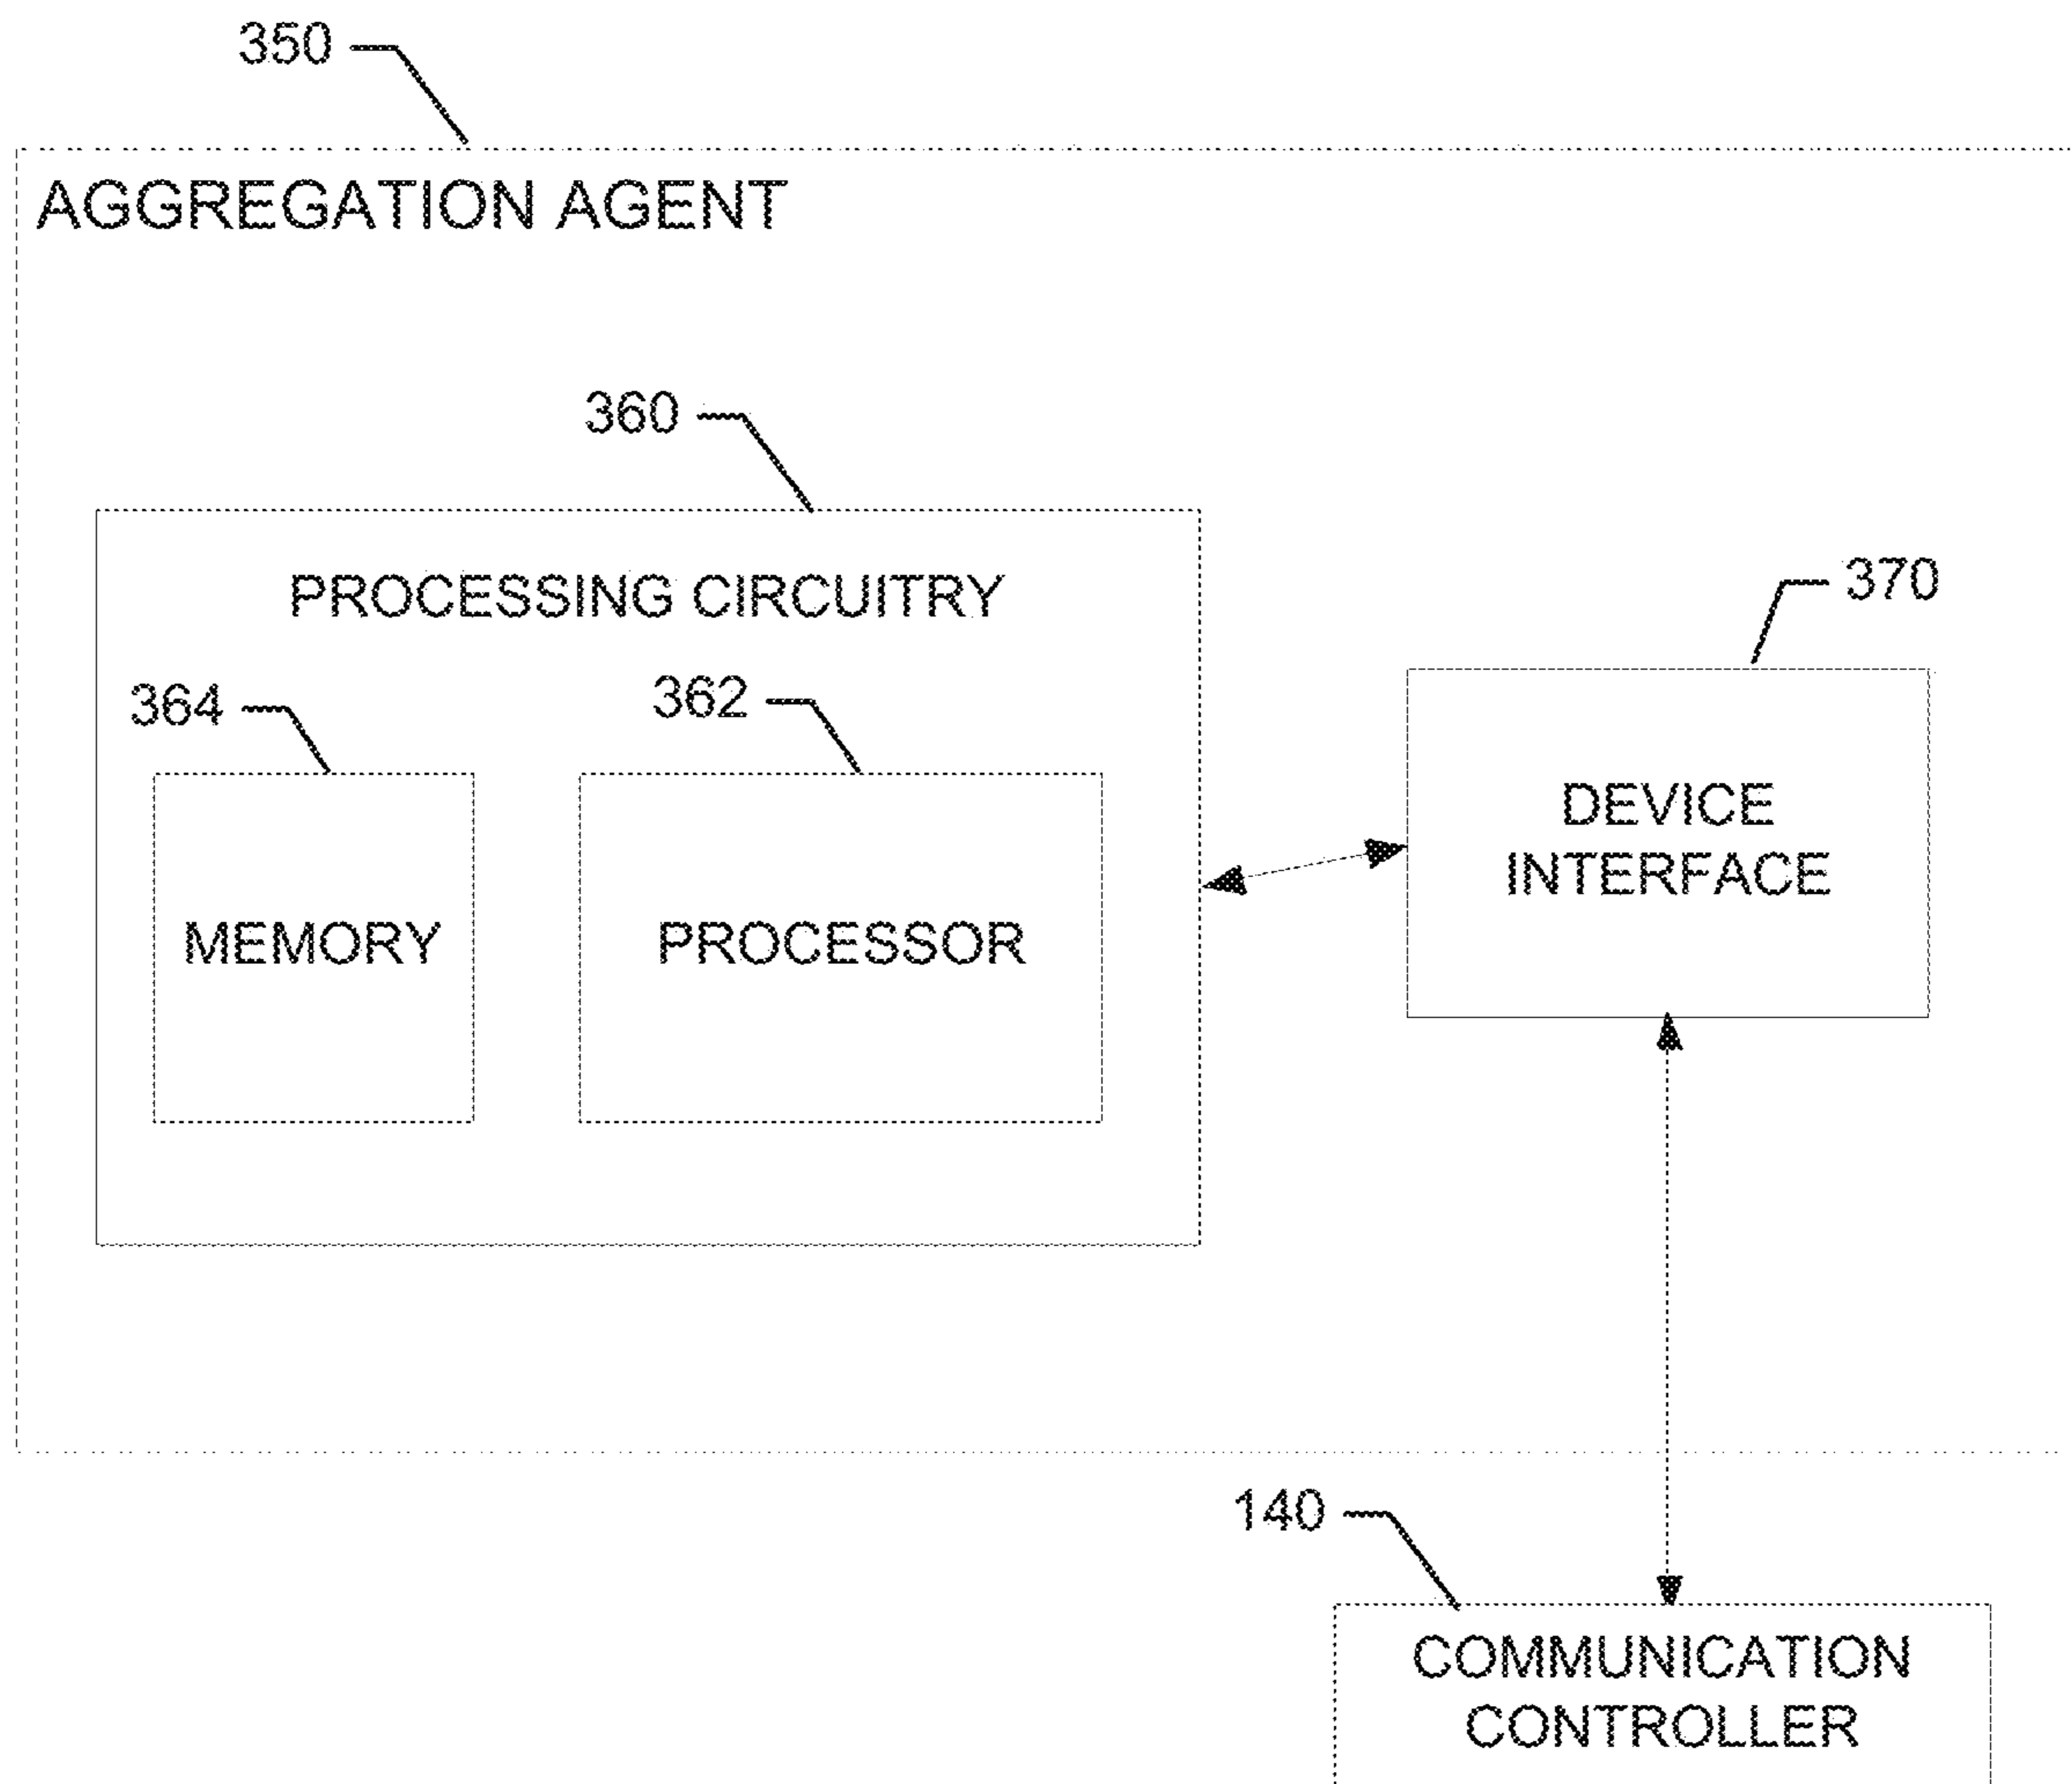 350
AGGREGATION AGENT
360
PROCESSING CIRCUITRY
370
364
362
DEVICE
INTERFACE
MEMORY
PROCESSOR
140
COMMUNICATION
CONTROLLER